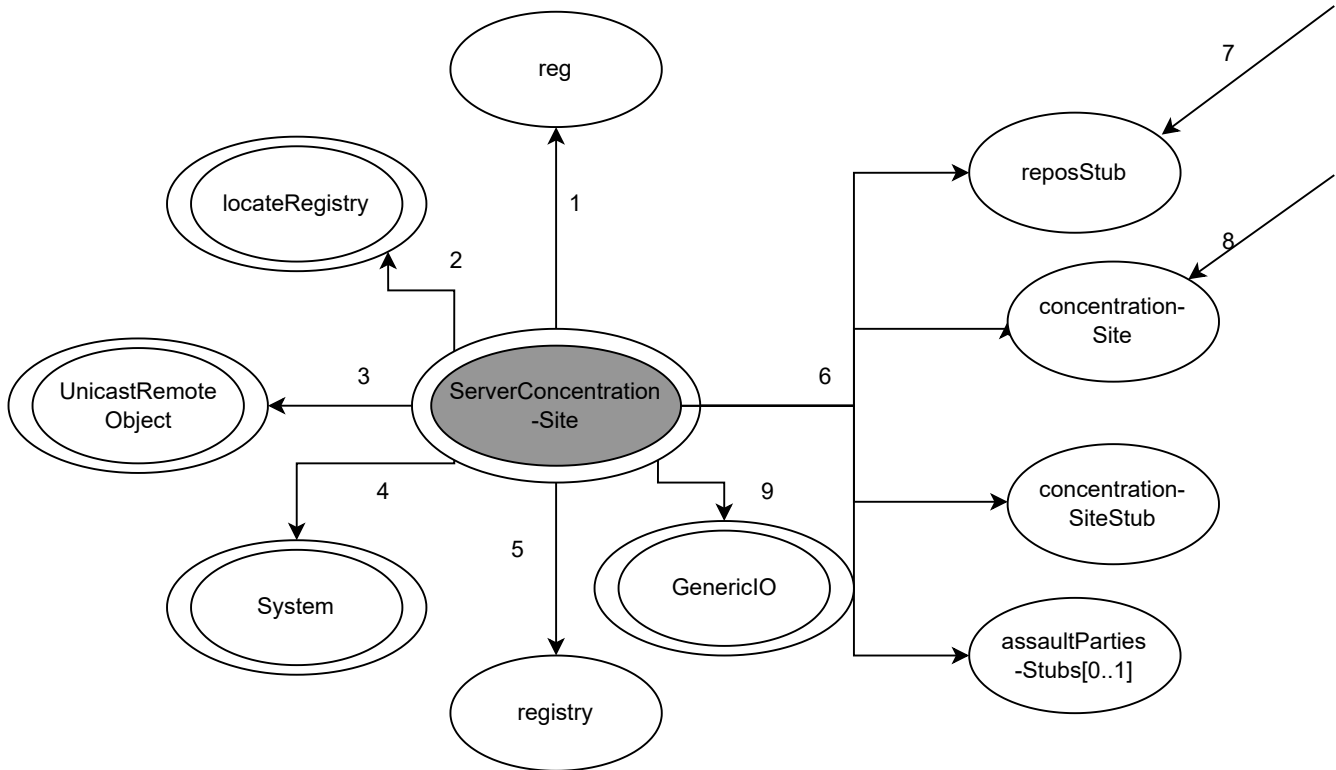 reg
7
reposStub
locateRegistry
1
2
8
concentration-
Site
UnicastRemote
Object
3
ServerConcentration
-Site
6
4
9
concentration-
SiteStub
5
System
GenericIO
assaultParties
-Stubs[0..1]
registry